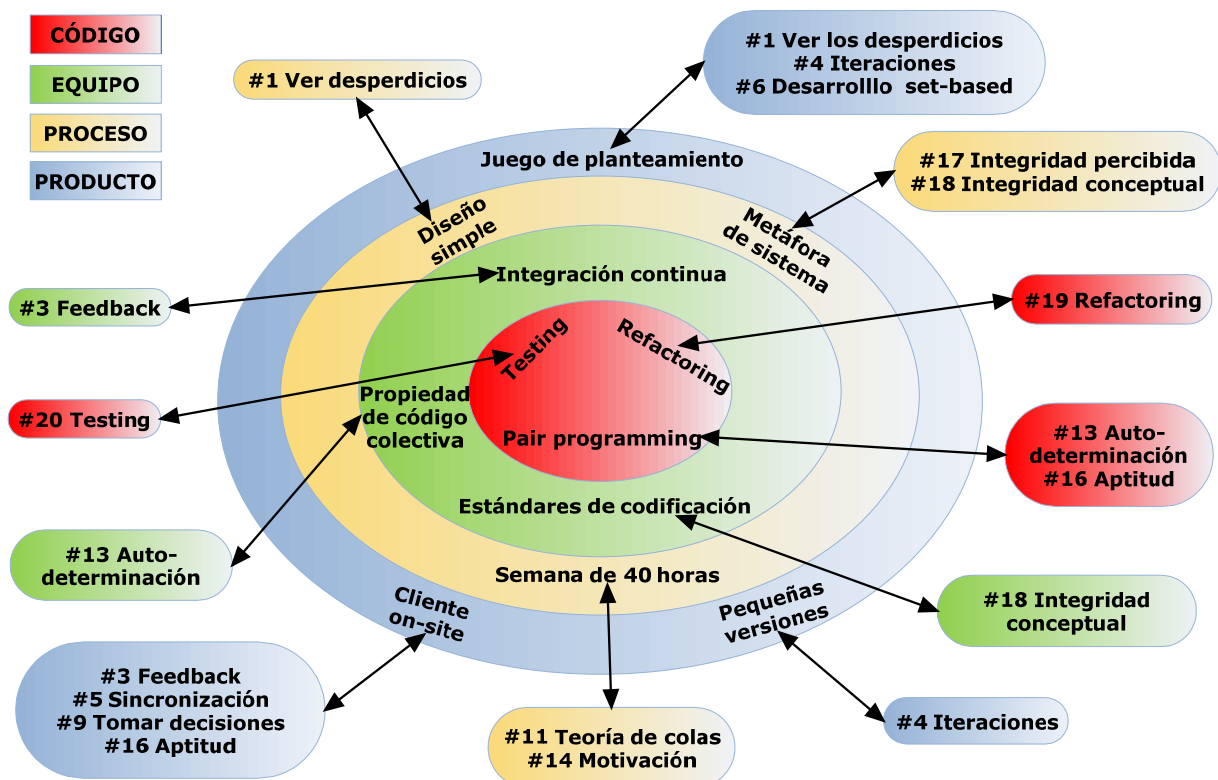 CÓDIGO
EQUIPO
PROCESO
PRODUCTO
#1 Ver desperdicios
#1 Ver los desperdicios
#4 Iteraciones
#6 Desarrolllo set-based
Juego de planteamiento
#17 Integridad percibida
#18 Integridad conceptual
Diseño
simple
Metáfora
de sistema
Integración continua
#3 Feedback
#19 Refactoring
Testing
Refactoring
#20 Testing
Propiedad
de código
colectiva
Pair programming
#13 Auto-
determinación
#16 Aptitud
Estándares de codificación
#13 Auto-
determinación
Semana de 40 horas
Cliente
on-site
Pequeñas
versiones
#18 Integridad
conceptual
#3 Feedback
#5 Sincronización
#9 Tomar decisiones
#16 Aptitud
#11 Teoría de colas
#14 Motivación
#4 Iteraciones